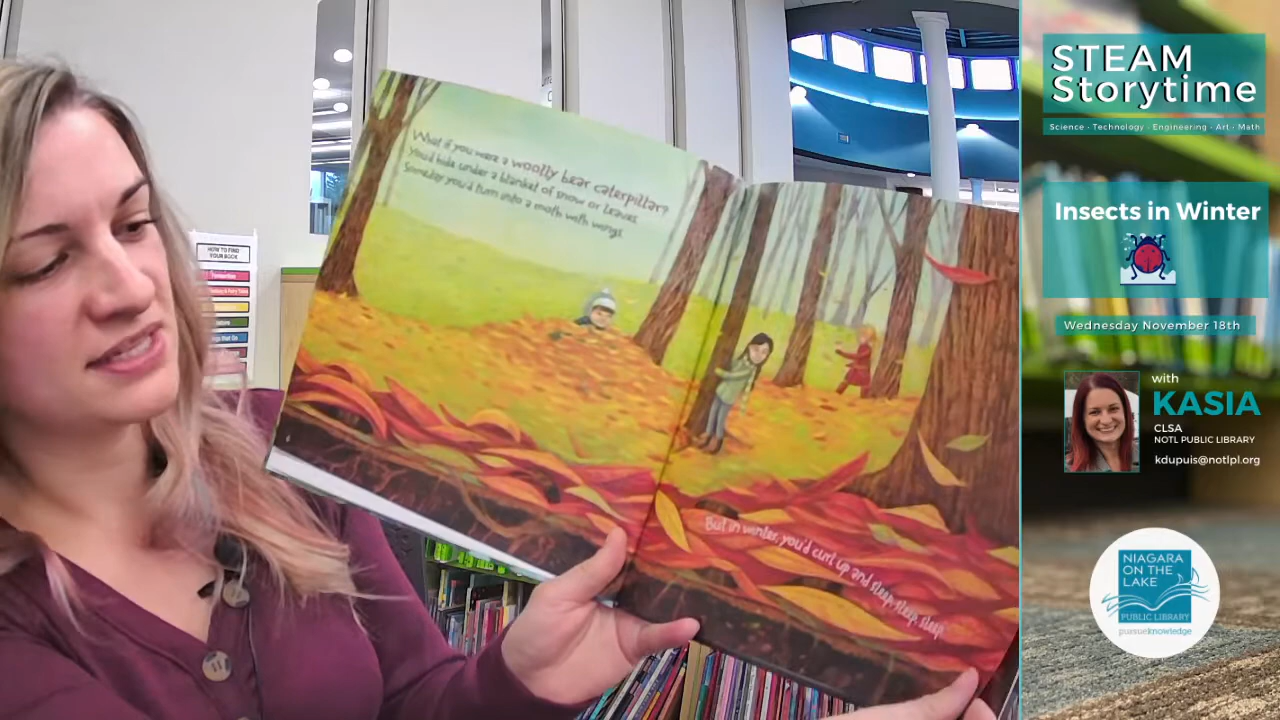 What if you were a woolly bear caterpillar?
You'd hide under a blanket of snow or leaves.
Someday you'd turn into a moth with wings.
But in winter, you'd curl up and sleep, sleep, sleep.
HOW TO FIND
YOUR BOOK
STEAM
Storytime
Science · Technology · Engineering · Art · Math
Insects in Winter
Wednesday November 18th
with
KASIA
CLSA
NOTL PUBLIC LIBRARY
kdupuis@notlpl.org
NIAGARA
ON THE
LAKE
PUBLIC LIBRARY
pursueknowledge